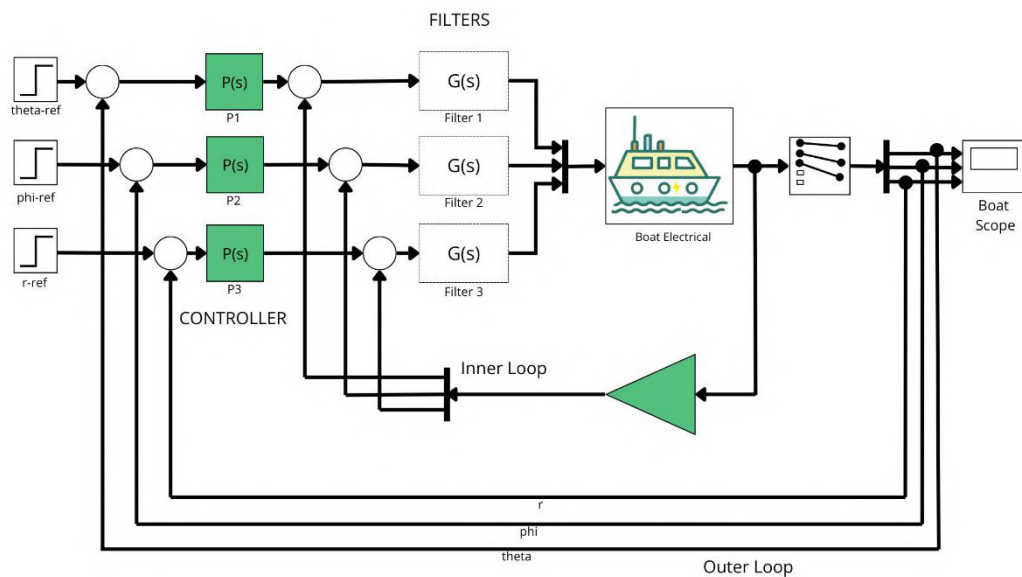 FILTERS
theta-ref
P(s)
P1
G(s)
Filter 1
phi-ref
P(s)
P2
G(s)
Filter 2
Boat Electrical
Boat
Scope
r-ref
P(s)
P3
G(s)
Filter 3
CONTROLLER
Inner Loop
r
phi
theta
Outer Loop